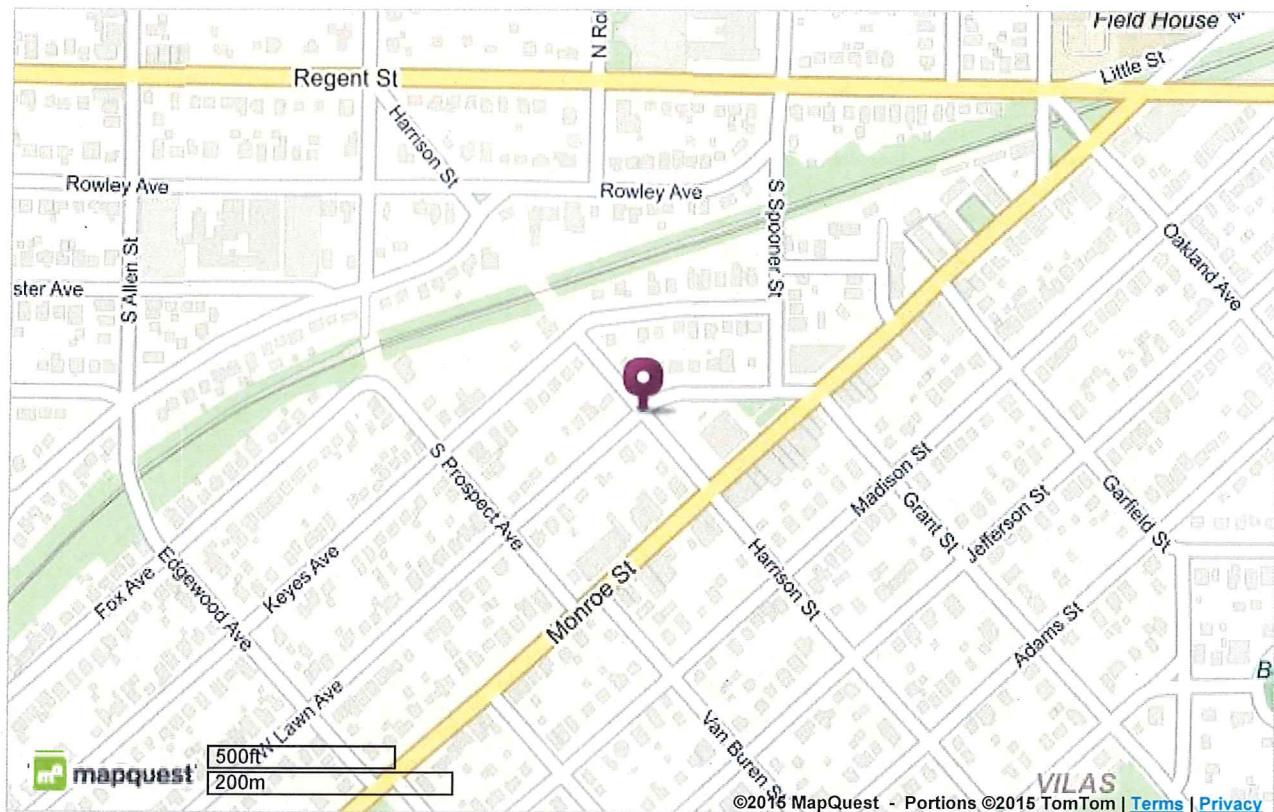 Field House
Little St
Regent St
Harrison St
Rowley Ave
Rowley Ave
S Allen St
S Spooner St
Oakland Ave
ster Ave
S Prospect Ave
Madison St
Grant St
Jefferson St
Garfield St
Edgewood Ave
Fox Ave
Keyes Ave
Monroe St
Harrison St
Adams St
W Lawn Ave
Van Buren St
B
VILAS
500ft
200m
mapquest
©2015 MapQuest - Portions ©2015 TomTom | Terms | Privacy